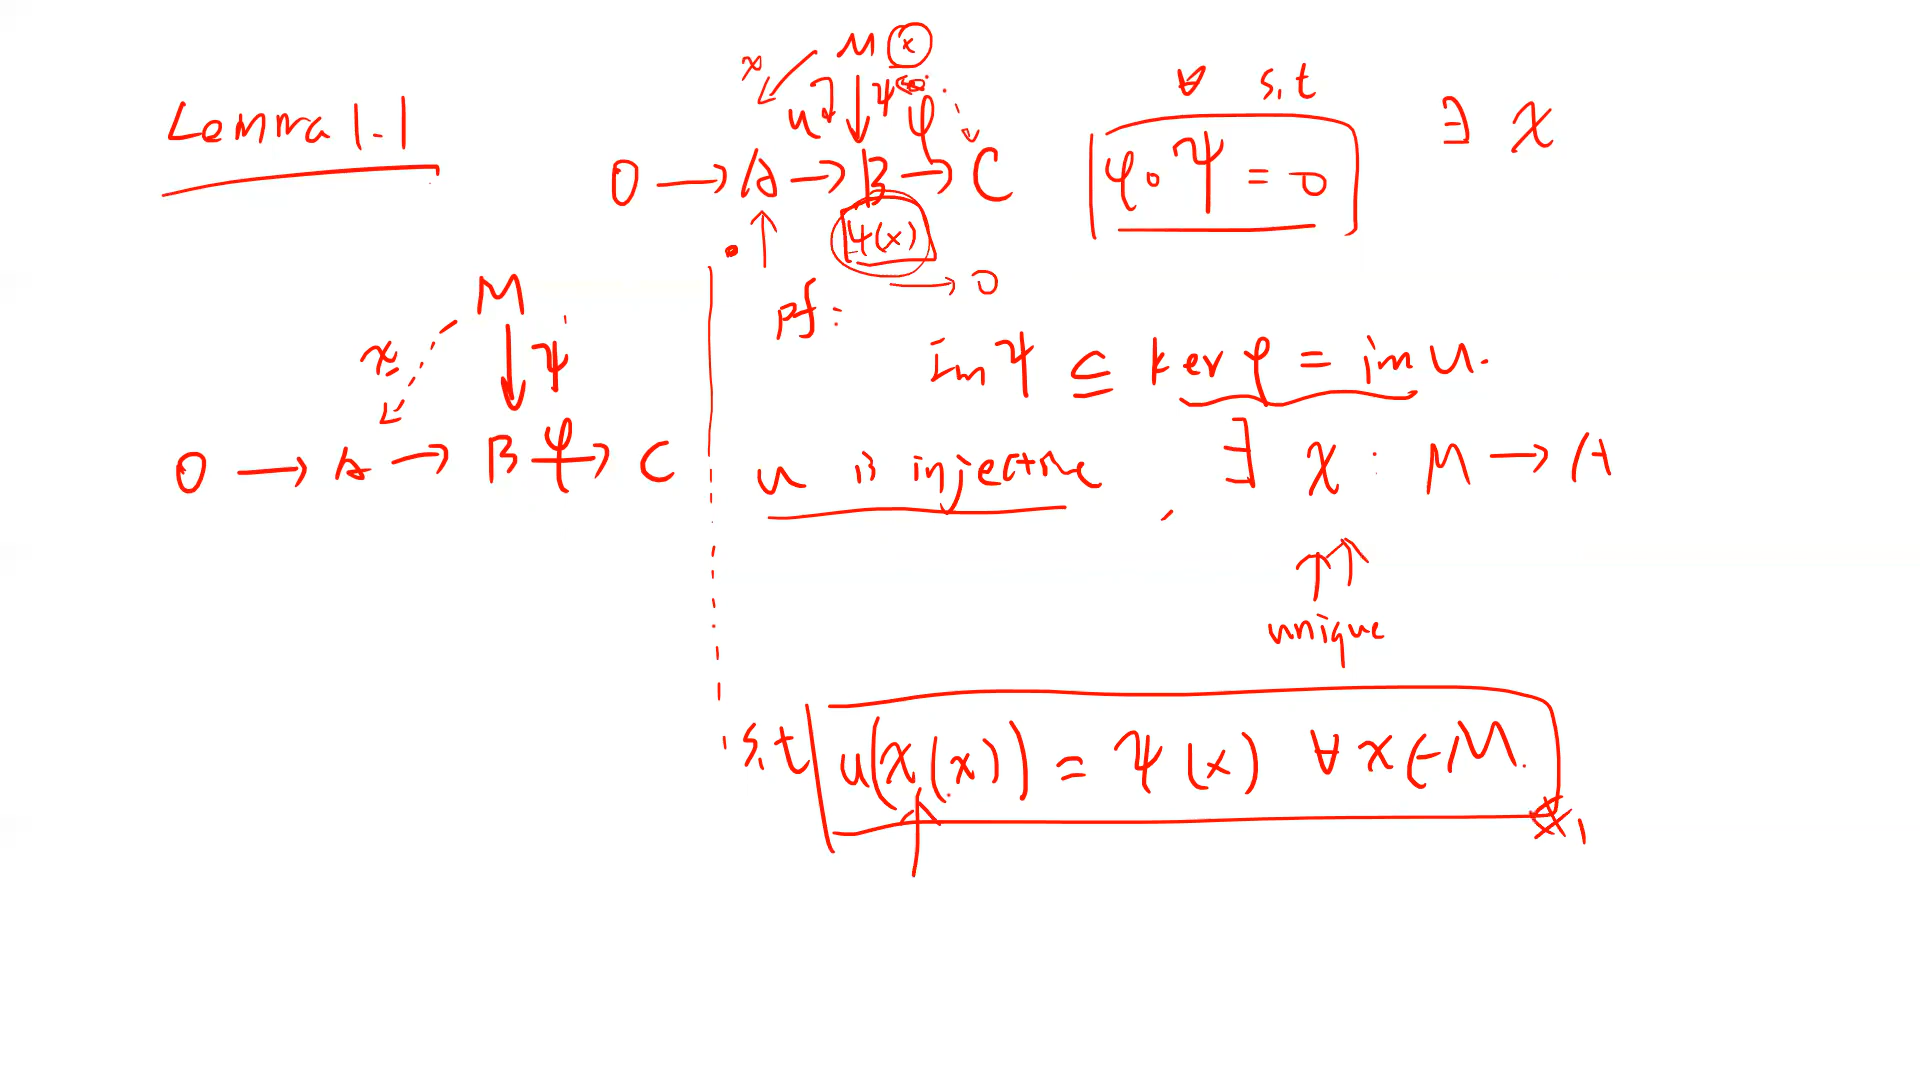 Lemma 1.1
M x
χ u ψ φ
0 → A → B → C
ψ(x)
→ 0
∀ s.t
φ∘ψ = 0
∃ χ
M
χ ψ
0 → A → B φ→ C
pf:
im ψ ⊆ ker φ = im u.
u is injective, ∃ χ: M → A
unique
s.t u(χ(x)) = ψ(x) ∀ x ∈ M.